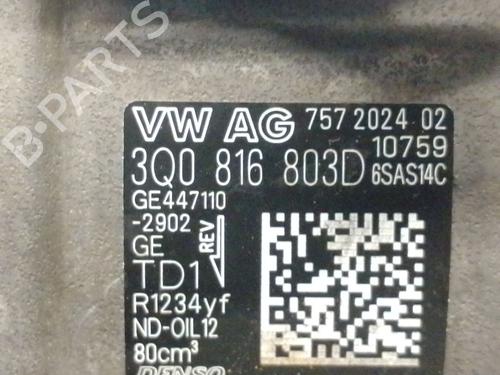 VW AG 757 2024 02
10759
3Q0 816 803D 6SAS14C
GE447110
-2902
GE REV
TD1
R1234yf
ND-OIL12
80cm³
DENSO
B-PARTS